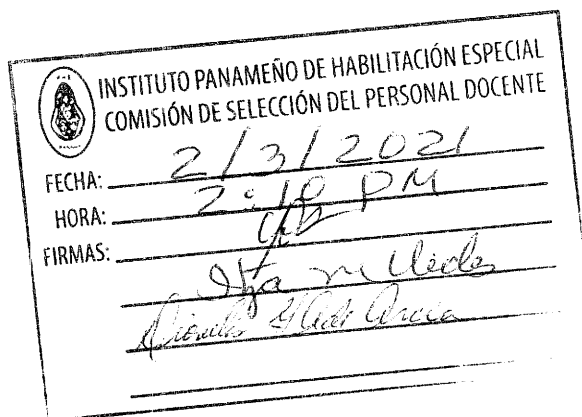 INSTITUTO PANAMEÑO DE HABILITACIÓN ESPECIAL
COMISIÓN DE SELECCIÓN DEL PERSONAL DOCENTE
FECHA: 2/3/2021
HORA: 2:10 PM
FIRMAS: